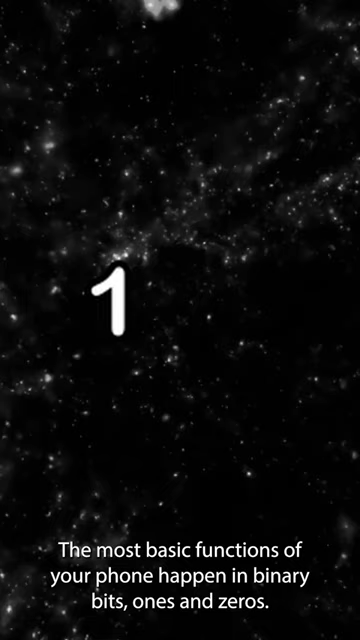 1
The most basic functions of
your phone happen in binary
bits, ones and zeros.